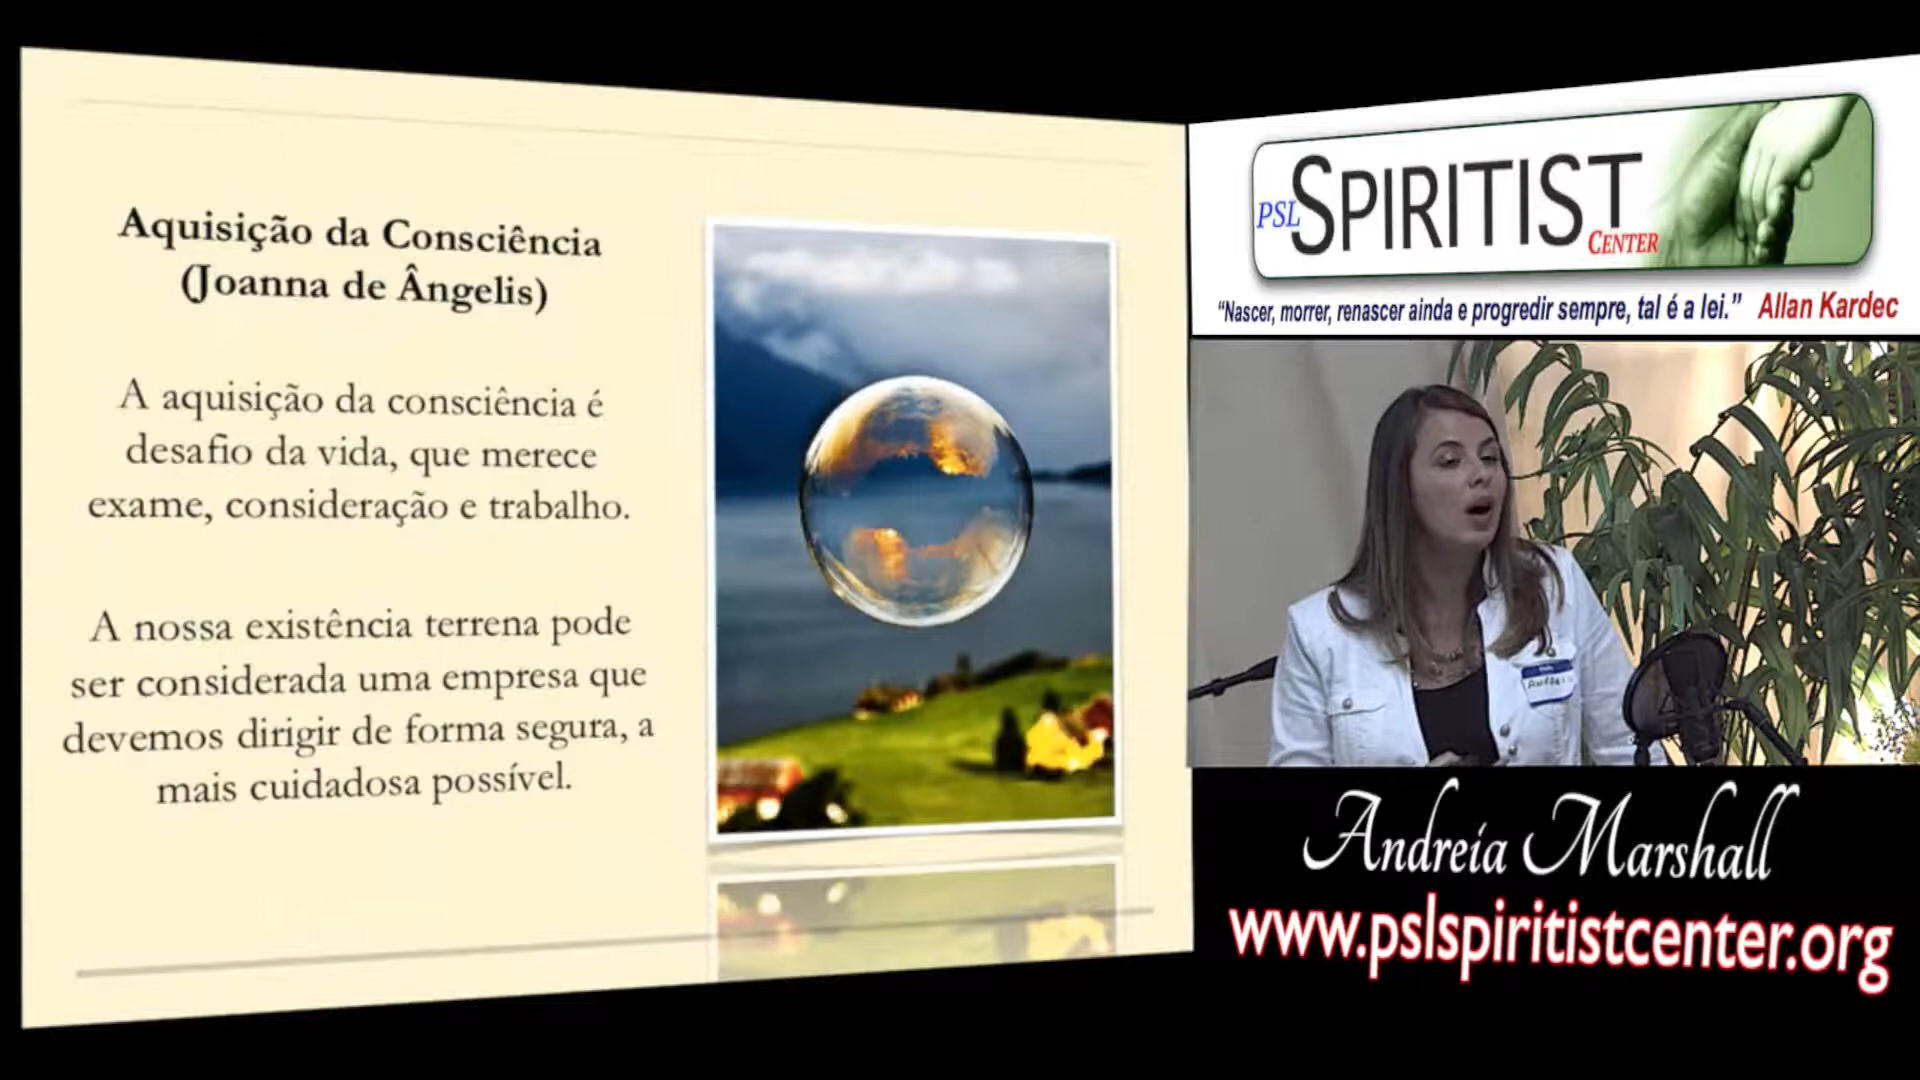 Aquisição da Consciência
(Joanna de Ângelis)
A aquisição da consciência é
desafio da vida, que merece
exame, consideração e trabalho.
A nossa existência terrena pode
ser considerada uma empresa que
devemos dirigir de forma segura, a
mais cuidadosa possível.
PSL SPIRITIST
CENTER
“Nascer, morrer, renascer ainda e progredir sempre, tal é a lei.” Allan Kardec
Andreia Marshall
www.pslspiritistcenter.org